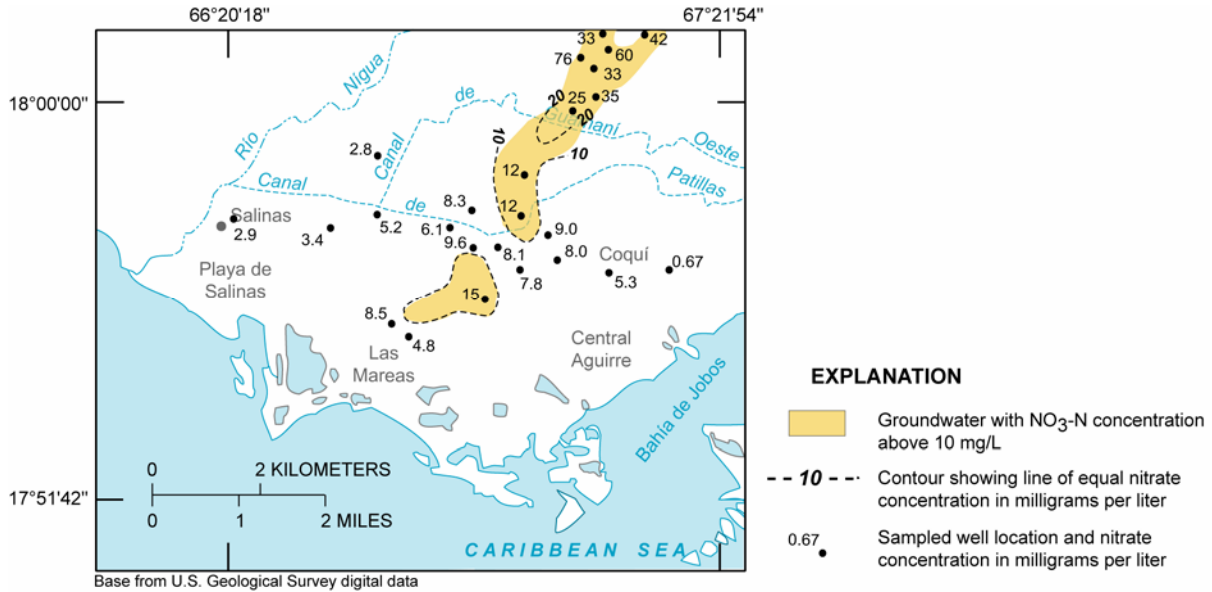 66°20'18"
67°21'54"
18°00'00"
17°51'42"
Río Nigua
Canal de Guamaní Oeste
Canal de Patillas
33
42
76
60
33
20
25
35
20
10
10
2.8
12
12
8.3
Salinas
2.9
3.4
5.2
6.1
9.6
8.1
9.0
8.0
7.8
Coquí
5.3
0.67
Playa de
Salinas
15
8.5
4.8
Las
Mareas
Central
Aguirre
Bahía de Jobos
0 2 KILOMETERS
0 1 2 MILES
CARIBBEAN SEA
Base from U.S. Geological Survey digital data
EXPLANATION
Groundwater with NO3-N concentration
above 10 mg/L
10
Contour showing line of equal nitrate
concentration in milligrams per liter
0.67
Sampled well location and nitrate
concentration in milligrams per liter